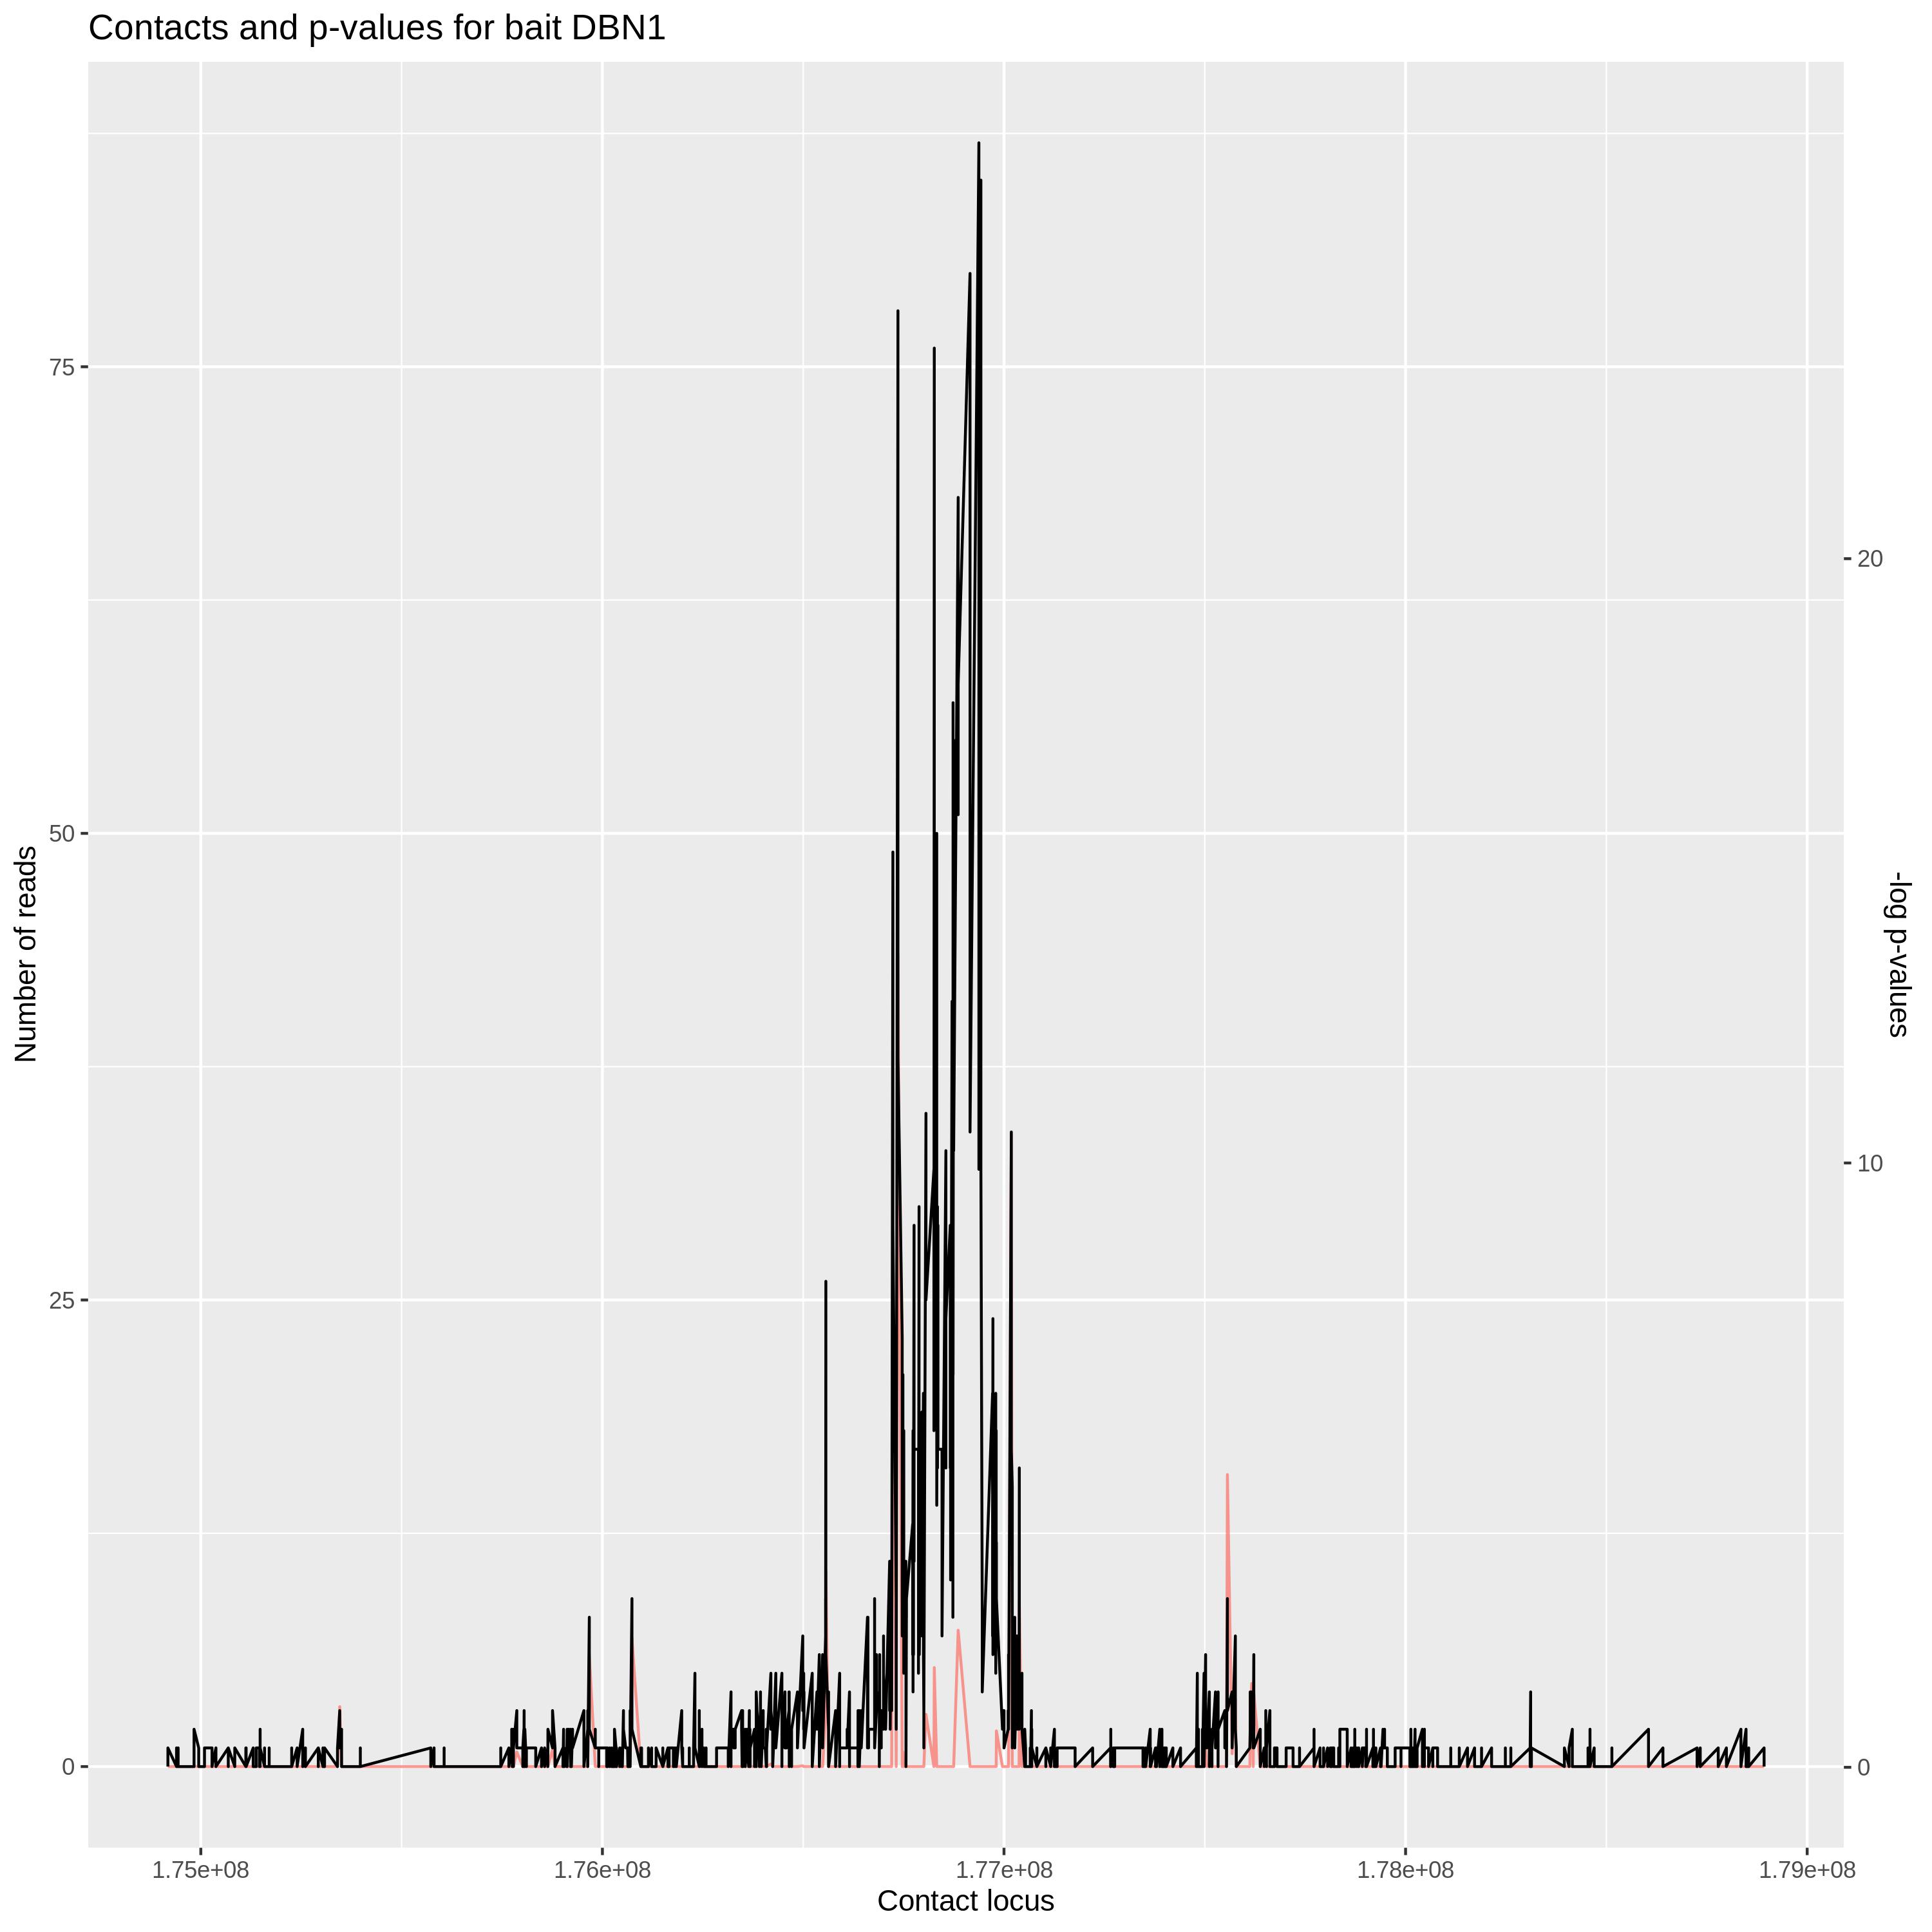 Contacts and p-values for bait DBN1
75
50
25
0
20
10
0
Number of reads
-log p-values
1.75e+08
1.76e+08
1.77e+08
1.78e+08
1.79e+08
Contact locus